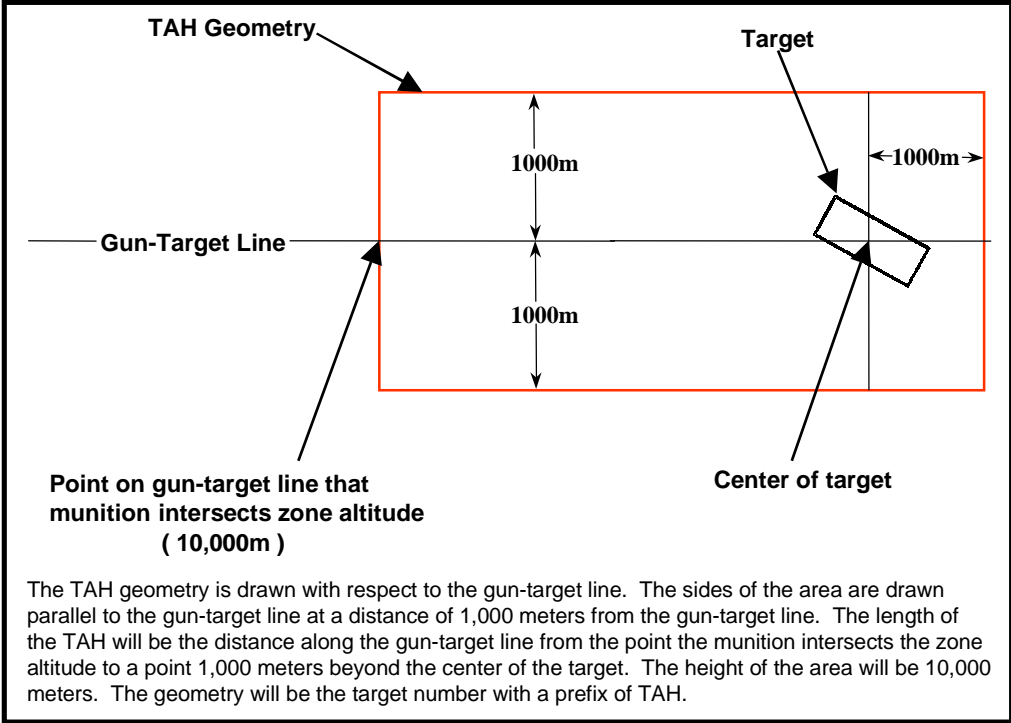 TAH Geometry
Target
1000m
1000m
Gun-Target Line
1000m
Point on gun-target line that
munition intersects zone altitude
( 10,000m )
Center of target
The TAH geometry is drawn with respect to the gun-target line. The sides of the area are drawn
parallel to the gun-target line at a distance of 1,000 meters from the gun-target line. The length of
the TAH will be the distance along the gun-target line from the point the munition intersects the zone
altitude to a point 1,000 meters beyond the center of the target. The height of the area will be 10,000
meters. The geometry will be the target number with a prefix of TAH.